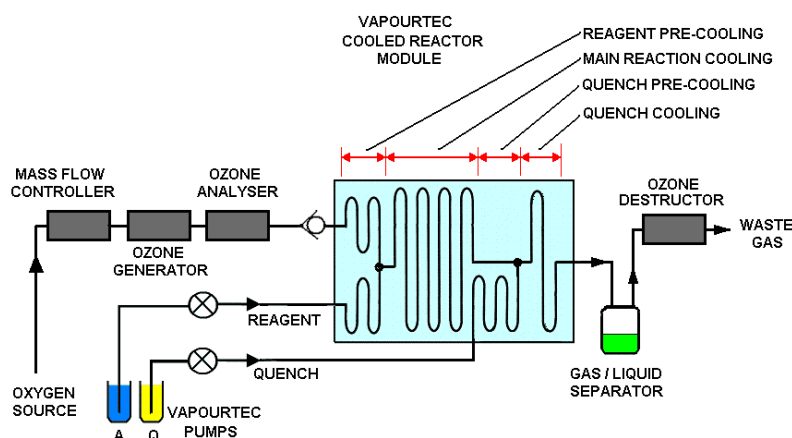 VAPOURTEC
COOLED REACTOR
MODULE
REAGENT PRE-COOLING
MAIN REACTION COOLING
QUENCH PRE-COOLING
QUENCH COOLING
MASS FLOW
CONTROLLER
OZONE
ANALYSER
OZONE
GENERATOR
OZONE
DESTRUCTOR
WASTE
GAS
REAGENT
QUENCH
GAS / LIQUID
SEPARATOR
OXYGEN
SOURCE
VAPOURTEC
PUMPS
A
Q